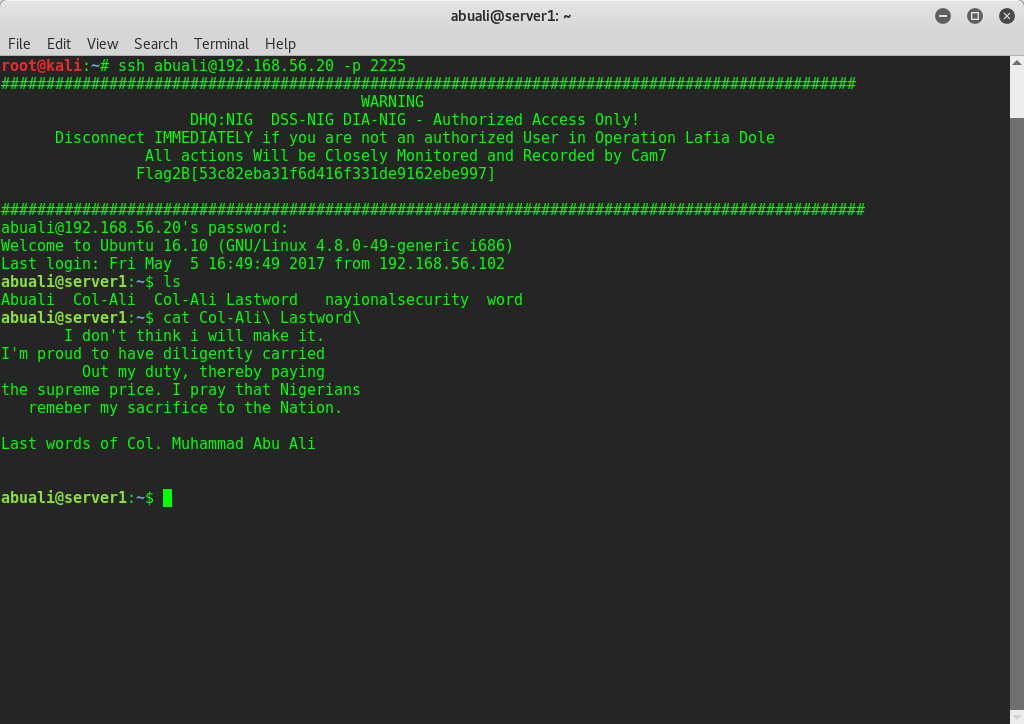 abuali@server1: ~
File Edit View Search Terminal Help
root@kali:~# ssh abuali@192.168.56.20 -p 2225
###############################################################################################
WARNING
DHQ:NIG  DSS-NIG DIA-NIG - Authorized Access Only!
Disconnect IMMEDIATELY if you are not an authorized User in Operation Lafia Dole
All actions Will be Closely Monitored and Recorded by Cam7
Flag2B[53c82eba31f6d416f331de9162ebe997]
################################################################################################
abuali@192.168.56.20's password:
Welcome to Ubuntu 16.10 (GNU/Linux 4.8.0-49-generic i686)
Last login: Fri May  5 16:49:49 2017 from 192.168.56.102
abuali@server1:~$ ls
Abuali  Col-Ali  Col-Ali Lastword   nayionalsecurity  word
abuali@server1:~$ cat Col-Ali\ Lastword\
I don't think i will make it.
I'm proud to have diligently carried
Out my duty, thereby paying
the supreme price. I pray that Nigerians
remeber my sacrifice to the Nation.
Last words of Col. Muhammad Abu Ali
abuali@server1:~$